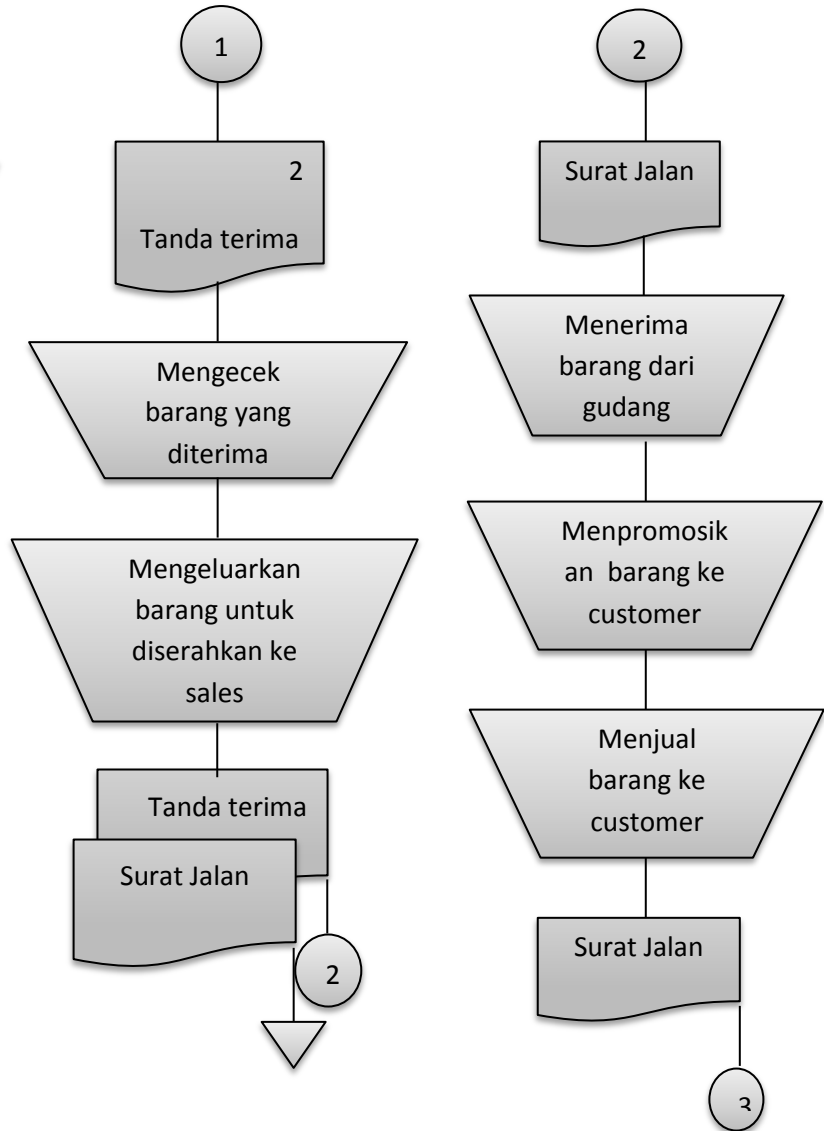 1
2
Tanda terima
Mengecek
barang yang
diterima
Mengeluarkan
barang untuk
diserahkan ke
sales
Tanda terima
Surat Jalan
2
2
Surat Jalan
Menerima
barang dari
gudang
Menpromosik
an barang ke
customer
Menjual
barang ke
customer
Surat Jalan
3